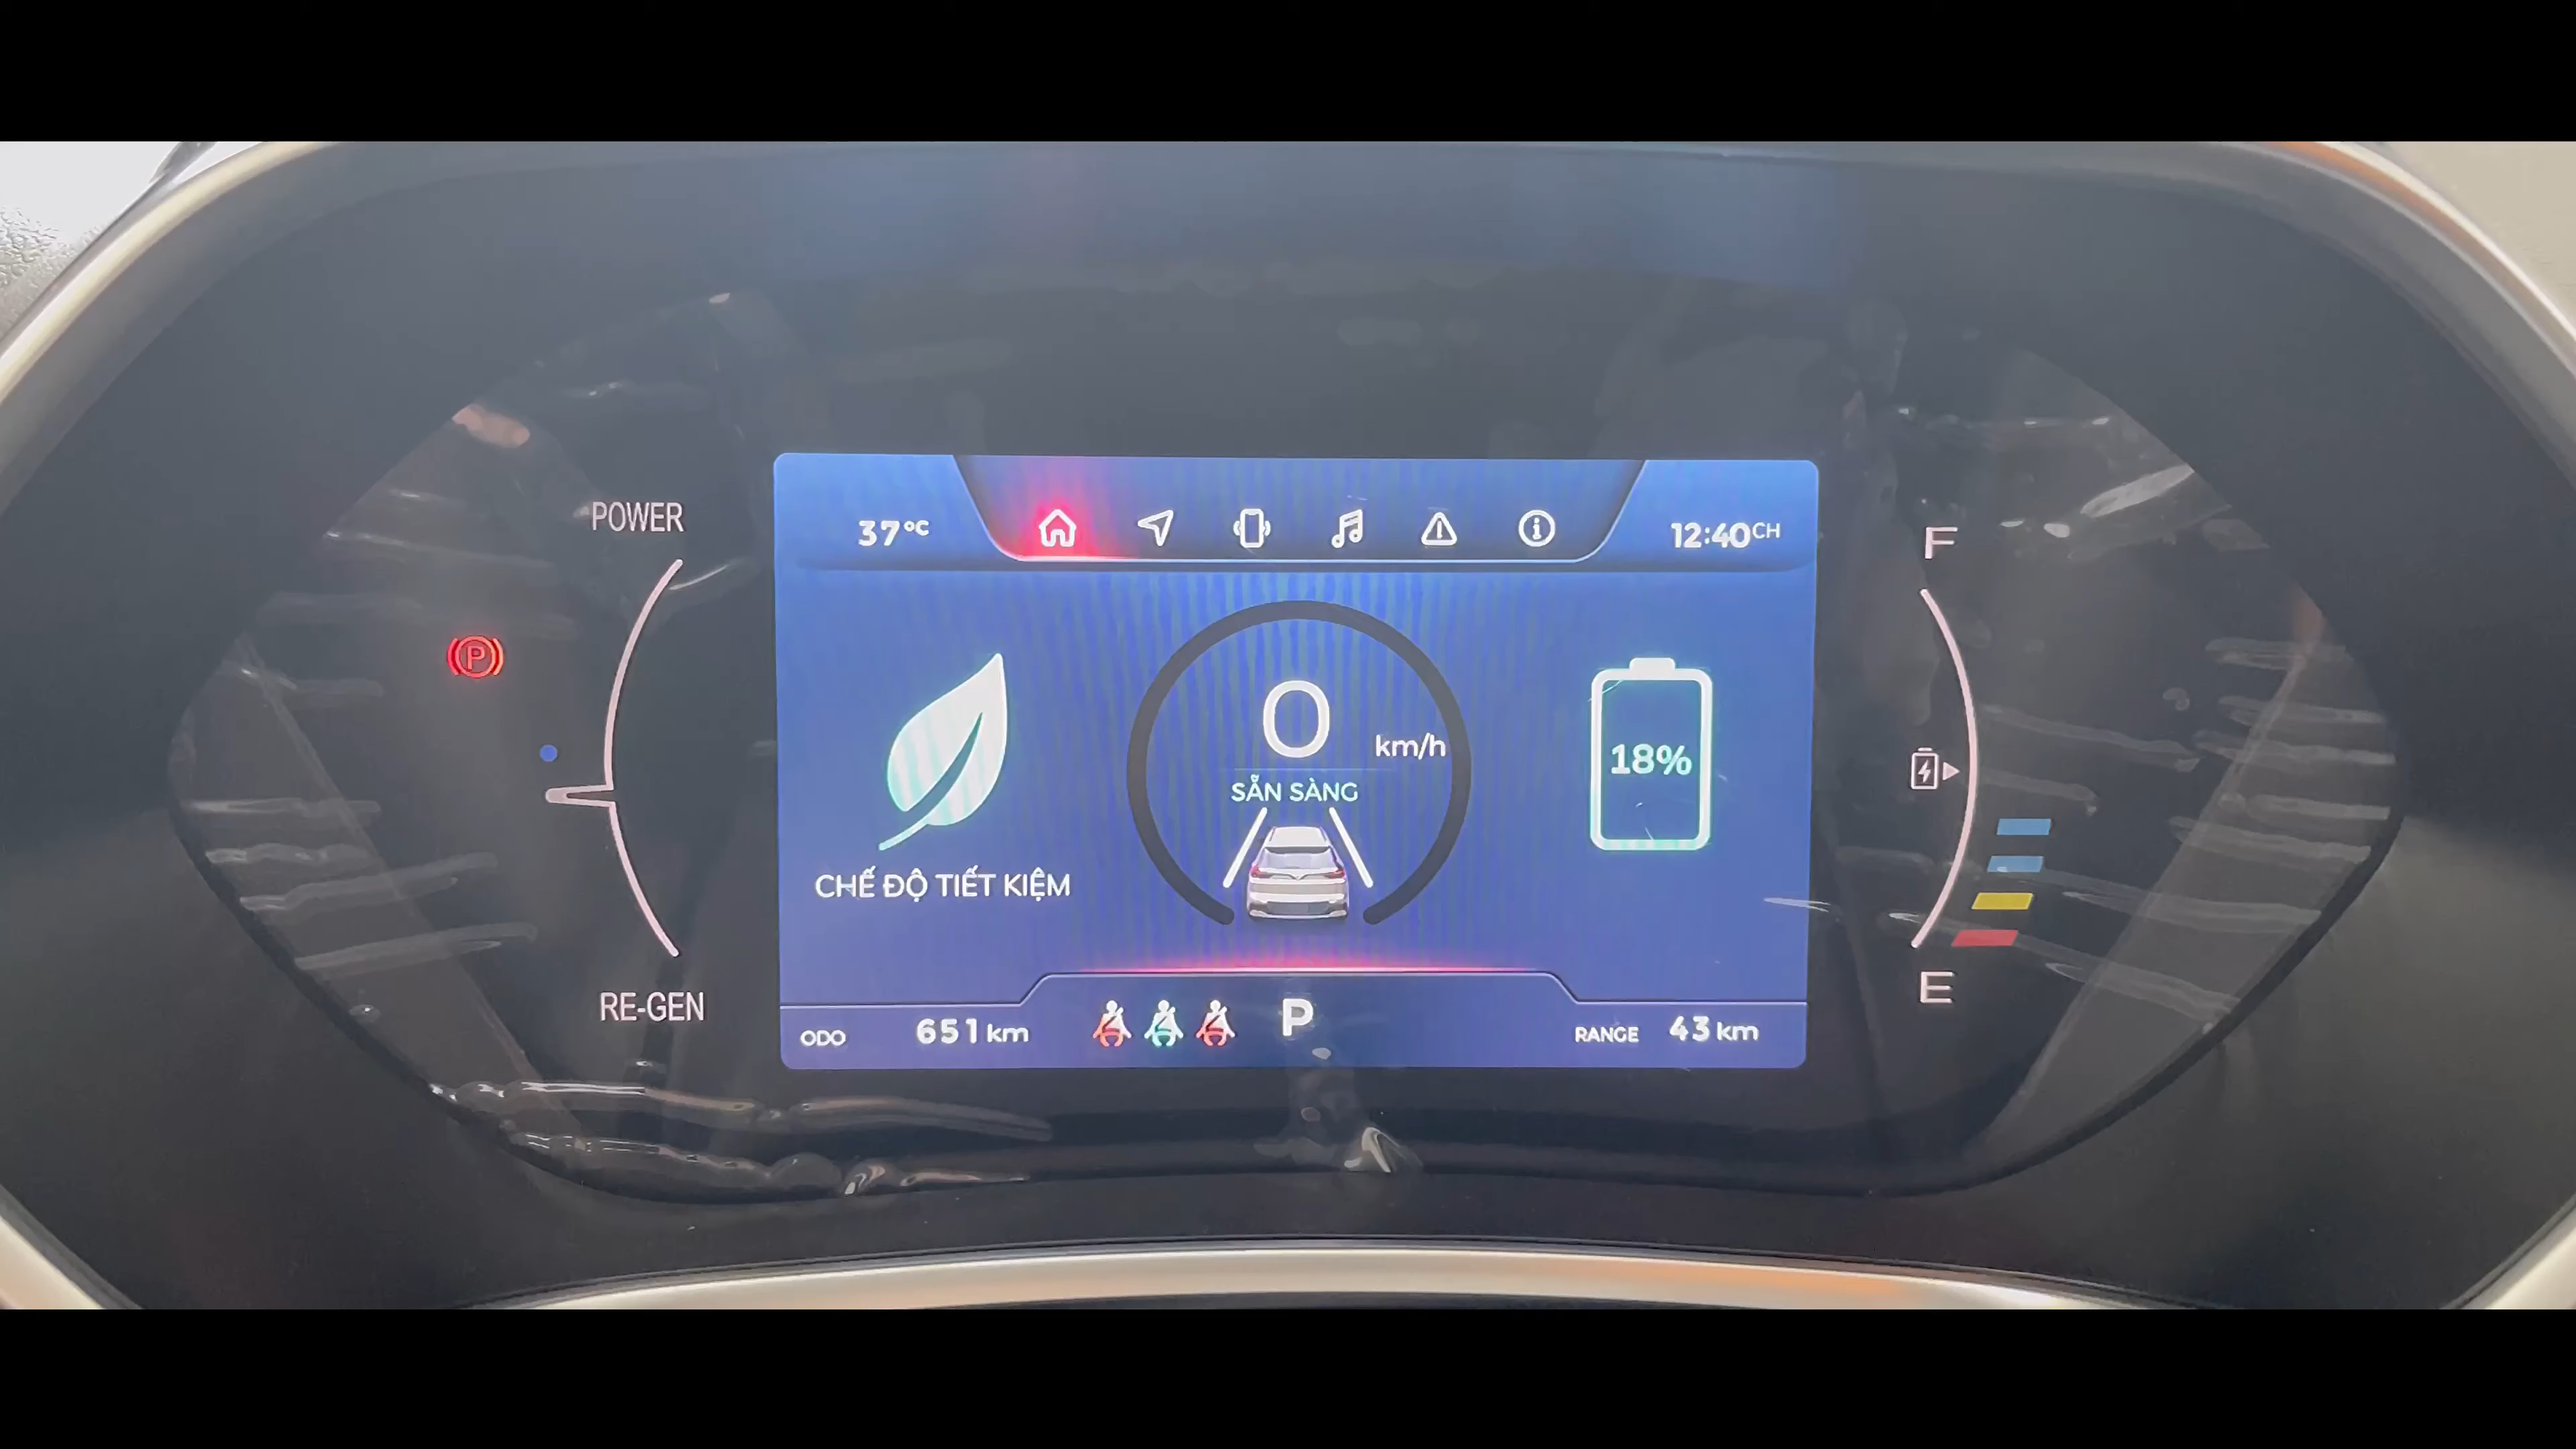 POWER
37°C
12:40CH
F
0
km/h
SẴN SÀNG
18%
P
CHẾ ĐỘ TIẾT KIỆM
RE-GEN
E
ODO 651 km
P
RANGE 43 km